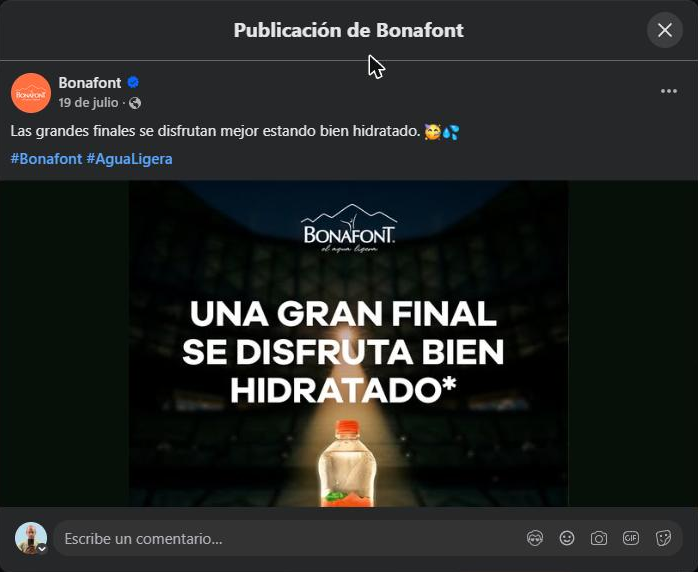 Publicación de Bonafont
Bonafont
19 de julio ·
Las grandes finales se disfrutan mejor estando bien hidratado. 🥳💦
#Bonafont #AguaLigera
BONAFONT
el agua ligera
UNA GRAN FINAL
SE DISFRUTA BIEN
HIDRATADO*
Escribe un comentario...
GIF